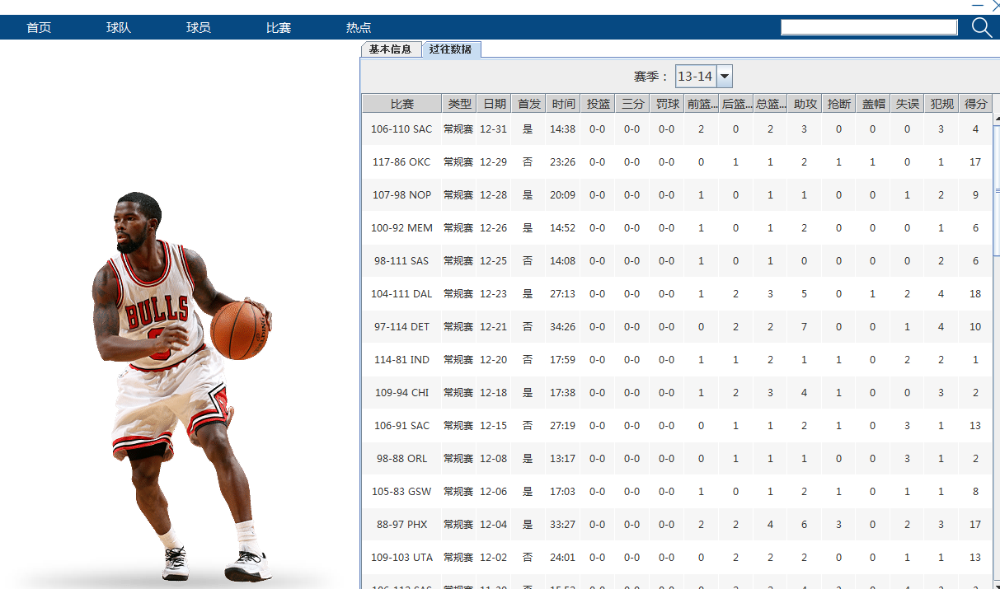 首页 球队 球员 比赛 热点
基本信息 过往数据
赛季： 13-14
比赛 类型 日期 首发 时间 投篮 三分 罚球 前篮... 后篮... 总篮... 助攻 抢断 盖帽 失误 犯规 得分
106-110 SAC 常规赛 12-31 是 14:38 0-0 0-0 0-0 2 0 2 3 0 0 0 3 4
117-86 OKC 常规赛 12-29 否 23:26 0-0 0-0 0-0 0 1 1 2 1 1 0 1 17
107-98 NOP 常规赛 12-28 是 20:09 0-0 0-0 0-0 1 0 1 1 0 0 1 2 9
100-92 MEM 常规赛 12-26 是 14:52 0-0 0-0 0-0 1 0 1 2 0 0 0 1 6
98-111 SAS 常规赛 12-25 否 14:08 0-0 0-0 0-0 1 0 1 0 0 0 0 2 6
104-111 DAL 常规赛 12-23 是 27:13 0-0 0-0 0-0 1 2 3 5 0 1 2 4 18
97-114 DET 常规赛 12-21 否 34:26 0-0 0-0 0-0 0 2 2 7 0 0 1 4 10
114-81 IND 常规赛 12-20 否 17:59 0-0 0-0 0-0 1 1 2 1 1 0 2 2 1
109-94 CHI 常规赛 12-18 是 17:38 0-0 0-0 0-0 1 2 3 4 1 0 0 3 2
106-91 SAC 常规赛 12-15 否 27:19 0-0 0-0 0-0 0 1 1 2 1 0 3 1 13
98-88 ORL 常规赛 12-08 是 13:17 0-0 0-0 0-0 0 1 1 1 0 0 3 1 2
105-83 GSW 常规赛 12-06 是 17:03 0-0 0-0 0-0 1 0 1 2 1 0 1 1 8
88-97 PHX 常规赛 12-04 是 33:27 0-0 0-0 0-0 2 2 4 6 3 0 2 3 17
109-103 UTA 常规赛 12-02 否 24:01 0-0 0-0 0-0 0 2 2 2 0 0 1 1 13
BULLS